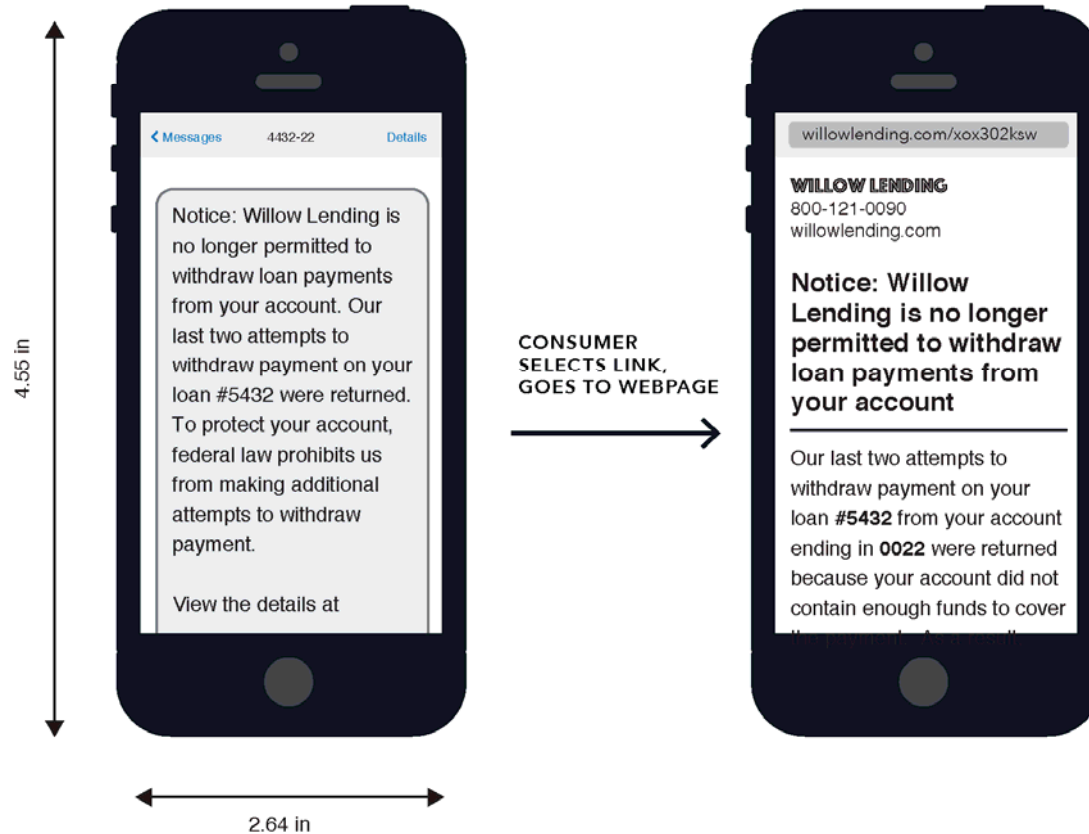 4.55 in
Messages 4432-22 Details
Notice: Willow Lending is
no longer permitted to
withdraw loan payments
from your account. Our
last two attempts to
withdraw payment on your
loan #5432 were returned.
To protect your account,
federal law prohibits us
from making additional
attempts to withdraw
payment.
View the details at
2.64 in
CONSUMER
SELECTS LINK,
GOES TO WEBPAGE
willowlending.com/xox302ksw
WILLOW LENDING
800-121-0090
willowlending.com
Notice: Willow
Lending is no longer
permitted to withdraw
loan payments from
your account
Our last two attempts to
withdraw payment on your
loan #5432 from your account
ending in 0022 were returned
because your account did not
contain enough funds to cover